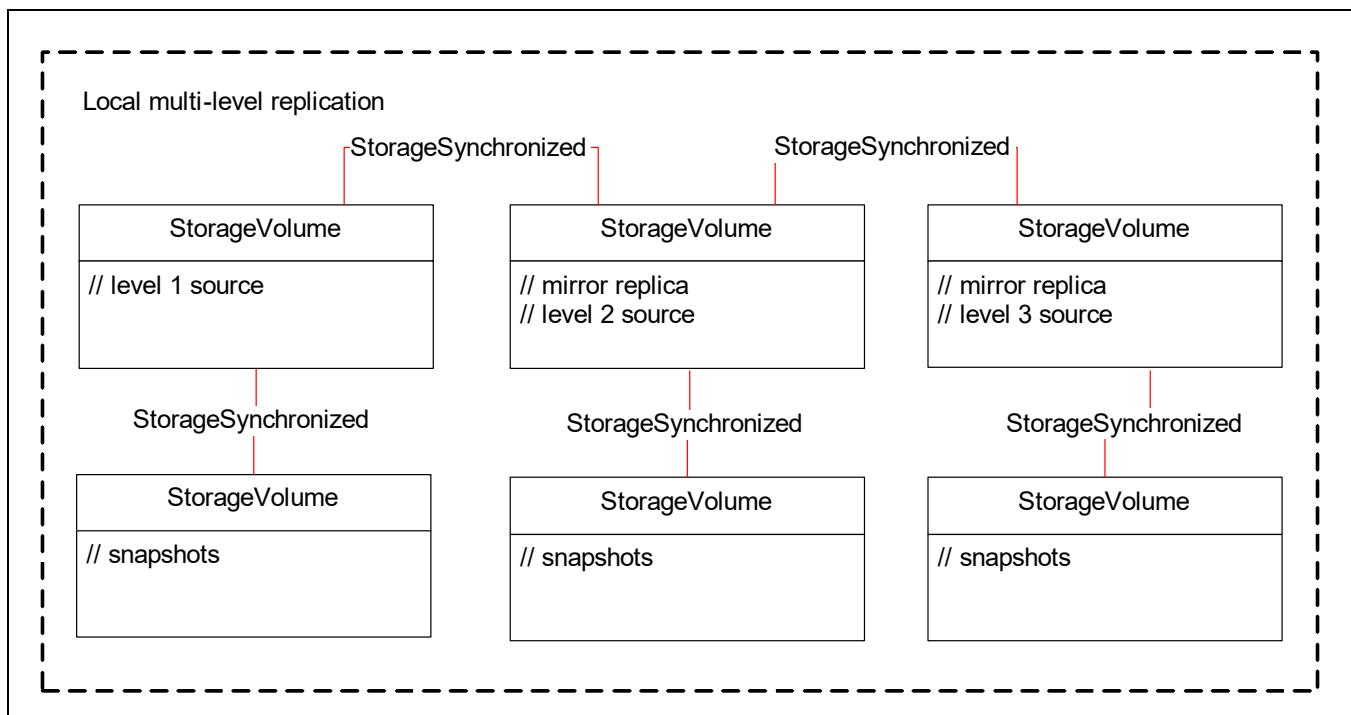 Local multi-level replication
StorageSynchronized
StorageSynchronized
StorageVolume
// level 1 source
StorageVolume
// mirror replica
// level 2 source
StorageVolume
// mirror replica
// level 3 source
StorageSynchronized
StorageSynchronized
StorageSynchronized
StorageVolume
// snapshots
StorageVolume
// snapshots
StorageVolume
// snapshots